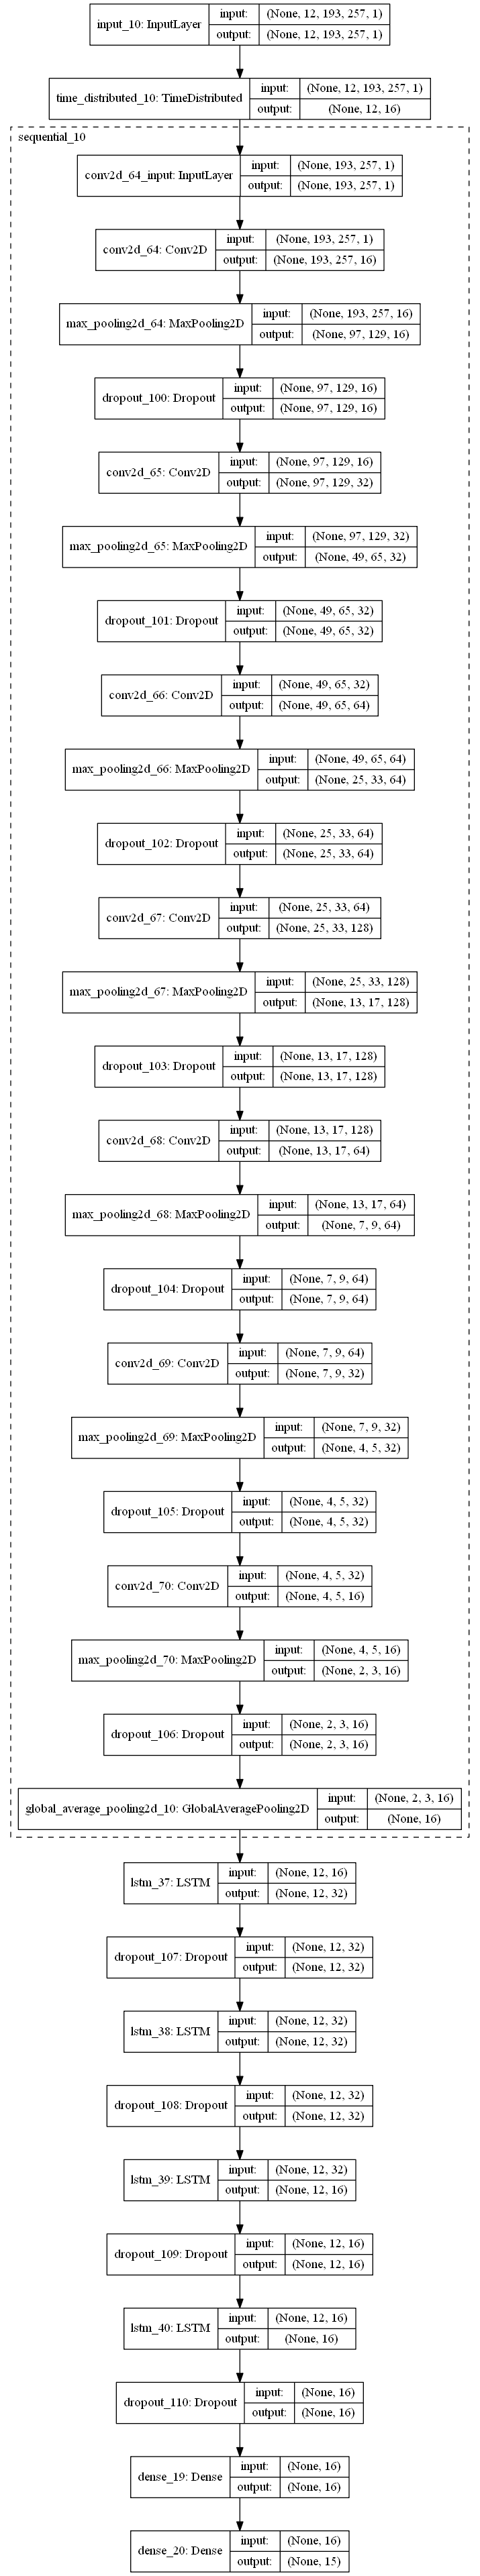 input_10: InputLayer
input: (None, 12, 193, 257, 1)
output: (None, 12, 193, 257, 1)
time_distributed_10: TimeDistributed
input: (None, 12, 193, 257, 1)
output: (None, 12, 16)
sequential_10
conv2d_64_input: InputLayer
input: (None, 193, 257, 1)
output: (None, 193, 257, 1)
conv2d_64: Conv2D
input: (None, 193, 257, 1)
output: (None, 193, 257, 16)
max_pooling2d_64: MaxPooling2D
input: (None, 193, 257, 16)
output: (None, 97, 129, 16)
dropout_100: Dropout
input: (None, 97, 129, 16)
output: (None, 97, 129, 16)
conv2d_65: Conv2D
input: (None, 97, 129, 16)
output: (None, 97, 129, 32)
max_pooling2d_65: MaxPooling2D
input: (None, 97, 129, 32)
output: (None, 49, 65, 32)
dropout_101: Dropout
input: (None, 49, 65, 32)
output: (None, 49, 65, 32)
conv2d_66: Conv2D
input: (None, 49, 65, 32)
output: (None, 49, 65, 64)
max_pooling2d_66: MaxPooling2D
input: (None, 49, 65, 64)
output: (None, 25, 33, 64)
dropout_102: Dropout
input: (None, 25, 33, 64)
output: (None, 25, 33, 64)
conv2d_67: Conv2D
input: (None, 25, 33, 64)
output: (None, 25, 33, 128)
max_pooling2d_67: MaxPooling2D
input: (None, 25, 33, 128)
output: (None, 13, 17, 128)
dropout_103: Dropout
input: (None, 13, 17, 128)
output: (None, 13, 17, 128)
conv2d_68: Conv2D
input: (None, 13, 17, 128)
output: (None, 13, 17, 64)
max_pooling2d_68: MaxPooling2D
input: (None, 13, 17, 64)
output: (None, 7, 9, 64)
dropout_104: Dropout
input: (None, 7, 9, 64)
output: (None, 7, 9, 64)
conv2d_69: Conv2D
input: (None, 7, 9, 64)
output: (None, 7, 9, 32)
max_pooling2d_69: MaxPooling2D
input: (None, 7, 9, 32)
output: (None, 4, 5, 32)
dropout_105: Dropout
input: (None, 4, 5, 32)
output: (None, 4, 5, 32)
conv2d_70: Conv2D
input: (None, 4, 5, 32)
output: (None, 4, 5, 16)
max_pooling2d_70: MaxPooling2D
input: (None, 4, 5, 16)
output: (None, 2, 3, 16)
dropout_106: Dropout
input: (None, 2, 3, 16)
output: (None, 2, 3, 16)
global_average_pooling2d_10: GlobalAveragePooling2D
input: (None, 2, 3, 16)
output: (None, 16)
lstm_37: LSTM
input: (None, 12, 16)
output: (None, 12, 32)
dropout_107: Dropout
input: (None, 12, 32)
output: (None, 12, 32)
lstm_38: LSTM
input: (None, 12, 32)
output: (None, 12, 32)
dropout_108: Dropout
input: (None, 12, 32)
output: (None, 12, 32)
lstm_39: LSTM
input: (None, 12, 32)
output: (None, 12, 16)
dropout_109: Dropout
input: (None, 12, 16)
output: (None, 12, 16)
lstm_40: LSTM
input: (None, 12, 16)
output: (None, 16)
dropout_110: Dropout
input: (None, 16)
output: (None, 16)
dense_19: Dense
input: (None, 16)
output: (None, 16)
dense_20: Dense
input: (None, 16)
output: (None, 15)